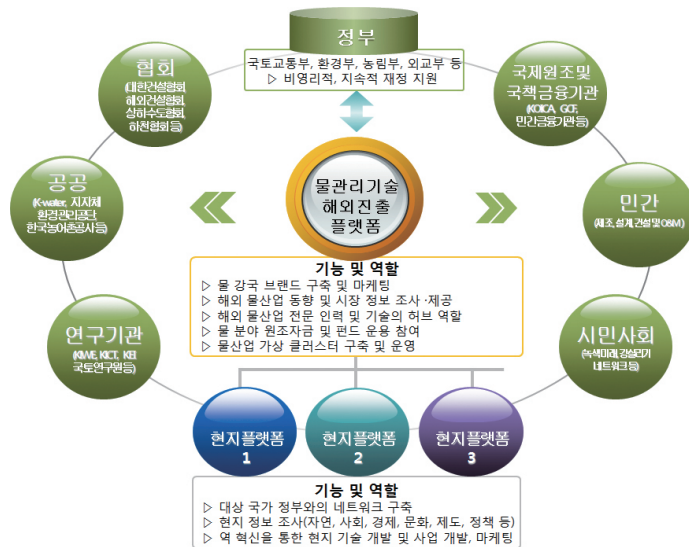 정부
국토교통부, 환경부, 농림부, 외교부 등
▷ 비영리적, 지속적 재정 지원
협회
(대한건설협회,
해외건설협회,
상하수도협회,
하천협회 등)
국제원조및
국책금융기관
(KOICA, GCF,
민간금융기관 등)
공공
(K-water, 지자체
환경관리공단,
한국농어촌공사 등)
물관리기술
해외진출
플랫폼
민간
(제조, 설계, 건설 및 O&M)
기능 및 역할
▷ 물 강국 브랜드 구축 및 마케팅
▷ 해외 물산업 동향 및 시장 정보 조사·제공
▷ 해외 물산업 전문 인력 및 기술의 허브 역할
▷ 물 분야 원조자금 및 펀드 운용 참여
▷ 물산업 가상 클러스터 구축 및 운영
연구기관
(KIWE, KICT, KEI
국토연구원 등)
시민사회
(녹색미래, 강살리기
네트워크 등)
현지플랫폼
1
현지플랫폼
2
현지플랫폼
3
기능 및 역할
▷ 대상 국가 정부와의 네트워크 구축
▷ 현지 정보 조사(자연, 사회, 경제, 문화, 제도, 정책 등)
▷ 역 혁신을 통한 현지 기술 개발 및 사업 개발, 마케팅